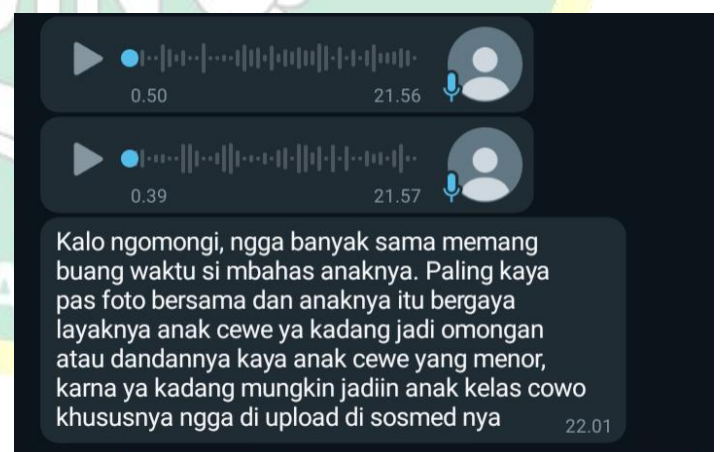 0.50 21.56
0.39 21.57
Kalo ngomongi, ngga banyak sama memang
buang waktu si mbahas anaknya. Paling kaya
pas foto bersama dan anaknya itu bergaya
layaknya anak cewe ya kadang jadi omongan
atau dandannya kaya anak cewe yang menor,
karna ya kadang mungkin jadiin anak kelas cowo
khususnya ngga di upload di sosmed nya 22.01